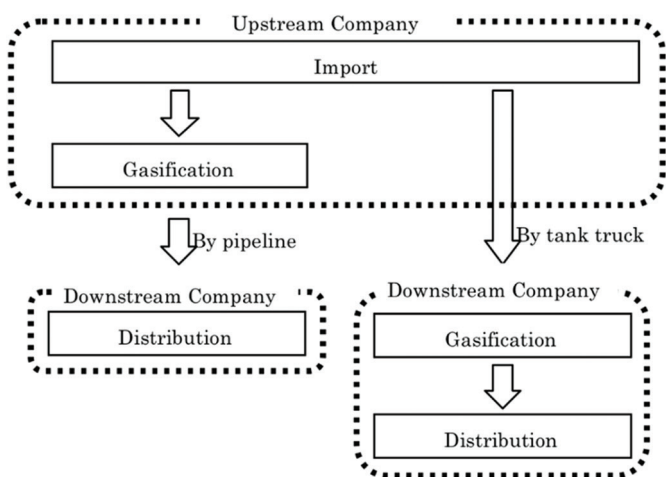 Upstream Company
Import
Gasification
By pipeline
By tank truck
Downstream Company
Distribution
Downstream Company
Gasification
Distribution